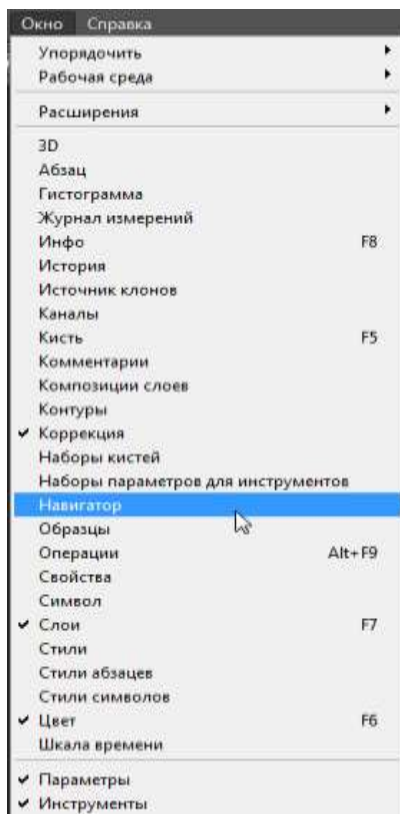 Окно Справка
Упорядочить
Рабочая среда
Расширения
3D
Абзац
Гистограмма
Журнал измерений
Инфо F8
История
Источник клонов
Каналы
Кисть F5
Комментарии
Композиции слоев
Контуры
Коррекция
Наборы кистей
Наборы параметров для инструментов
Навигатор
Образцы
Операции Alt+F9
Свойства
Символ
Слои F7
Стили
Стили абзацев
Стили символов
Цвет F6
Шкала времени
Параметры
Инструменты